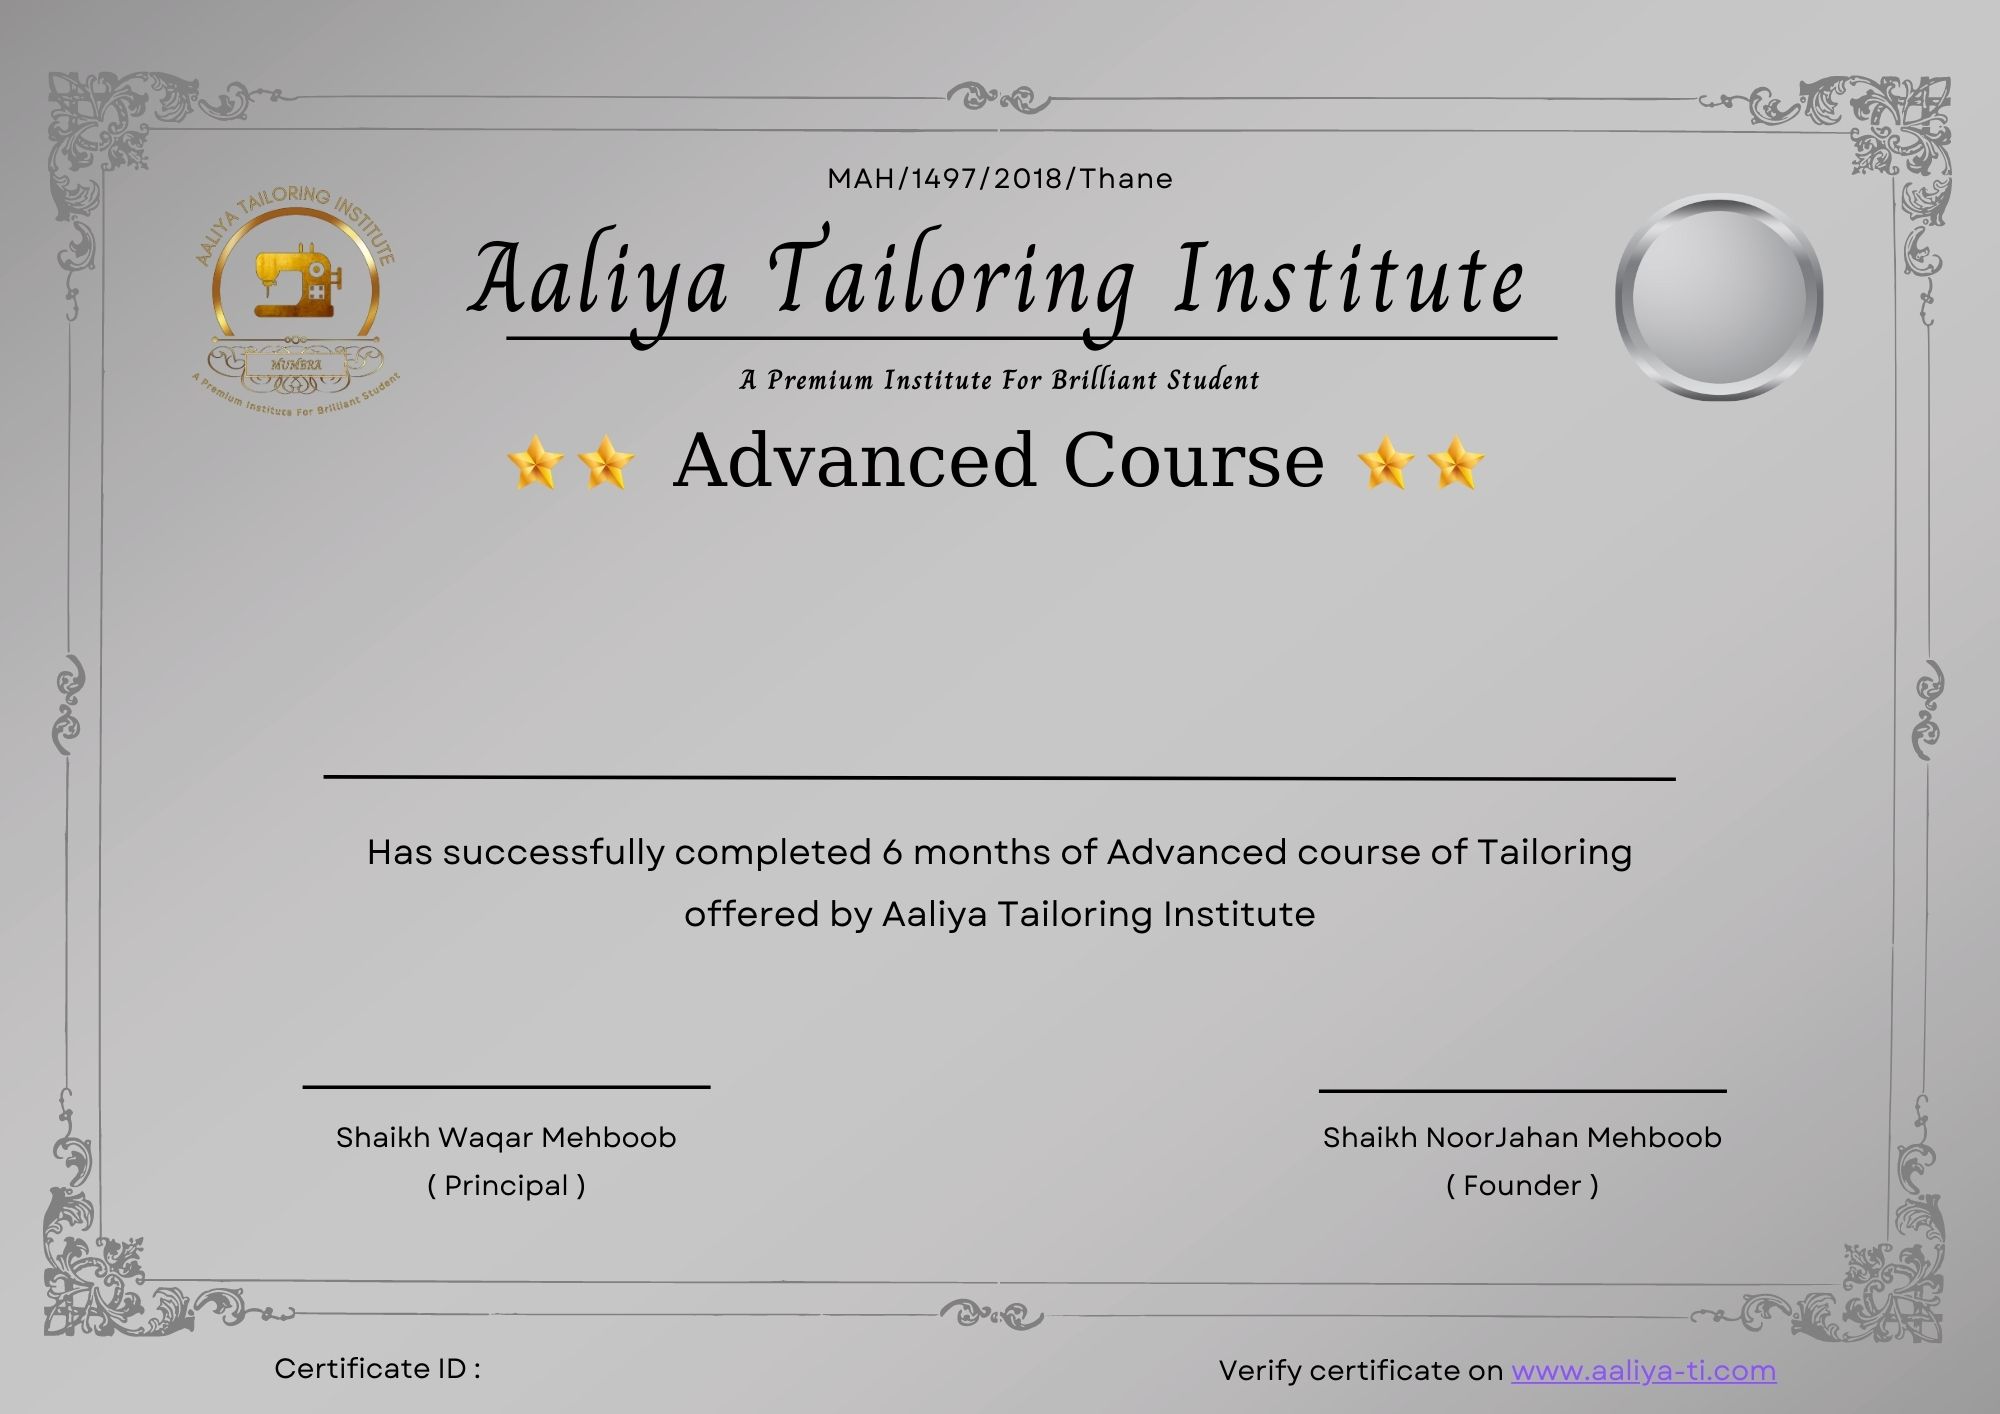 MAH/1497/2018/Thane
AALIYA TAILORING INSTITUTE
MUMBRA
A Premium Institute For Brilliant Student
Aaliya Tailoring Institute
A Premium Institute For Brilliant Student
Advanced Course
Has successfully completed 6 months of Advanced course of Tailoring
offered by Aaliya Tailoring Institute
Shaikh Waqar Mehboob
( Principal )
Shaikh NoorJahan Mehboob
( Founder )
Certificate ID :
Verify certificate on www.aaliya-ti.com